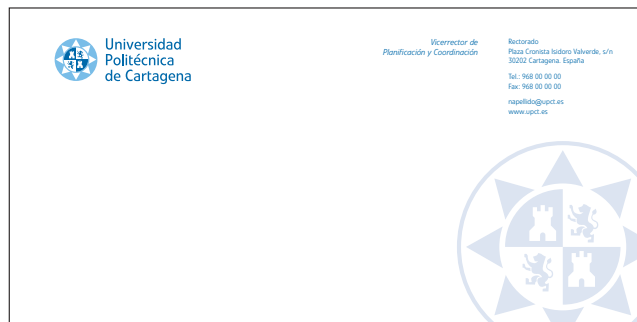 Universidad
Politécnica
de Cartagena
Vicerrector de
Planificación y Coordinación
Rectorado
Plaza Cronista Isidoro Valverde, s/n
30202 Cartagena. España
Tel.: 968 00 00 00
Fax: 968 00 00 00
napellido@upct.es
www.upct.es